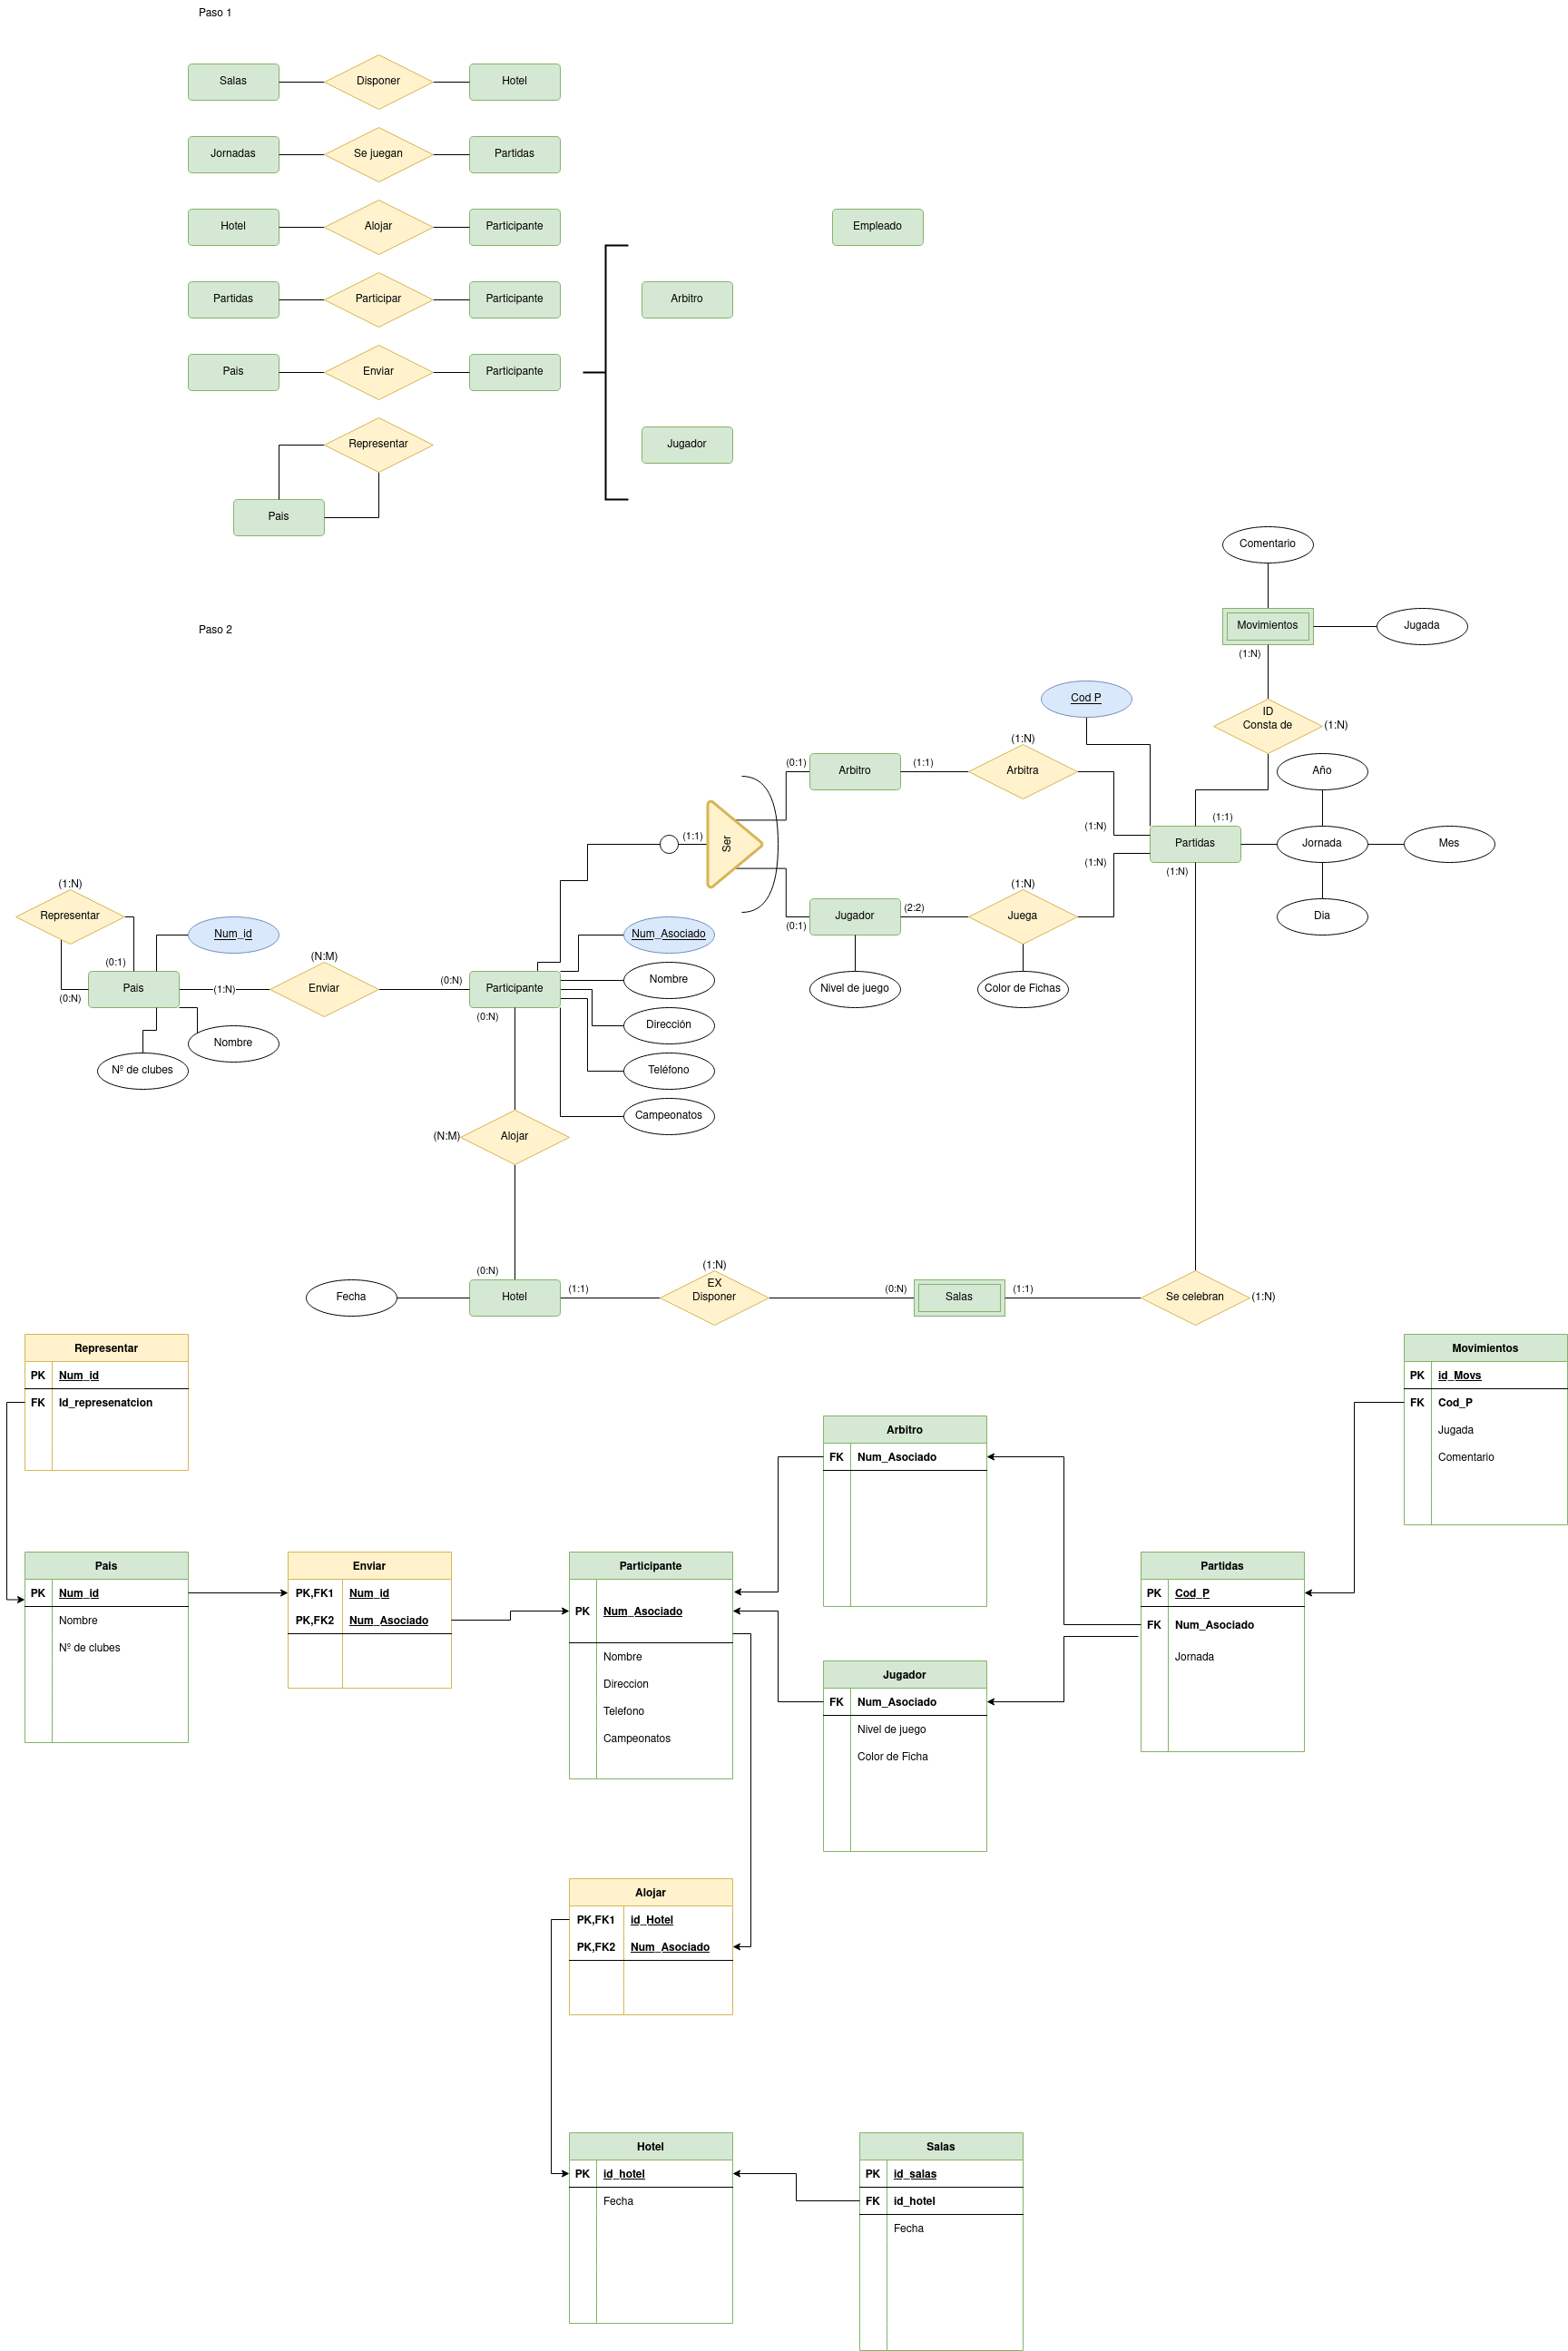 Paso 1
Salas
Disponer
Hotel
Jornadas
Se juegan
Partidas
Hotel
Alojar
Participante
Empleado
Partidas
Participar
Participante
Arbitro
Pais
Enviar
Participante
Representar
Jugador
Pais
Comentario
Paso 2
Movimientos
Jugada
(1:N)
Cod P
ID
Consta de
(1:N)
(1:N)
(0:1)
Arbitro
(1:1)
Arbitra
Año
(1:1)
(1:N)
(1:1)
Ser
Partidas
Jornada
Mes
(1:N)
(1:N)
(1:N)
(1:N)
Representar
(0:1)
Jugador
(2:2)
Juega
Dia
Num_id
Num_Asociado
(0:1)
(N:M)
(0:N)
Nombre
(0:N)
Pais
(1:N)
Enviar
Participante
Nivel de juego
Color de Fichas
(0:N)
(0:N)
Dirección
Nombre
Nº de clubes
Teléfono
Campeonatos
(N:M)
Alojar
(1:N)
(0:N)
EX
Disponer
(1:1)
(0:N)
(1:1)
Fecha
Hotel
Salas
Se celebran
(1:N)
Representar
PK
Num_id
FK
Id_represenatcion
Movimientos
PK
id_Movs
FK
Cod_P
Jugada
Comentario
Arbitro
FK
Num_Asociado
Pais
PK
Num_id
Nombre
Nº de clubes
Enviar
PK,FK1
Num_id
PK,FK2
Num_Asociado
Participante
PK
Num_Asociado
Nombre
Direccion
Telefono
Campeonatos
Partidas
PK
Cod_P
FK
Num_Asociado
Jornada
Jugador
FK
Num_Asociado
Nivel de juego
Color de Ficha
Alojar
PK,FK1
id_Hotel
PK,FK2
Num_Asociado
Hotel
PK
id_hotel
Fecha
Salas
PK
id_salas
FK
id_hotel
Fecha